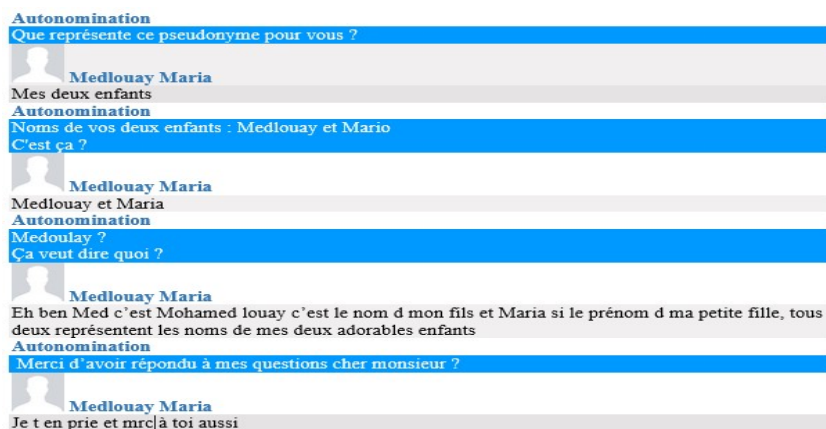 Autonomination
Que représente ce pseudonyme pour vous ?
Medlouay Maria
Mes deux enfants
Autonomination
Noms de vos deux enfants : Medlouay et Mario
C'est ça ?
Medlouay Maria
Medlouay et Maria
Autonomination
Medoulay ?
Ça veut dire quoi ?
Medlouay Maria
Eh ben Med c'est Mohamed louay c'est le nom d mon fils et Maria si le prénom d ma petite fille, tous
deux représentent les noms de mes deux adorables enfants
Autonomination
Merci d'avoir répondu à mes questions cher monsieur ?
Medlouay Maria
Je t en prie et mrc à toi aussi